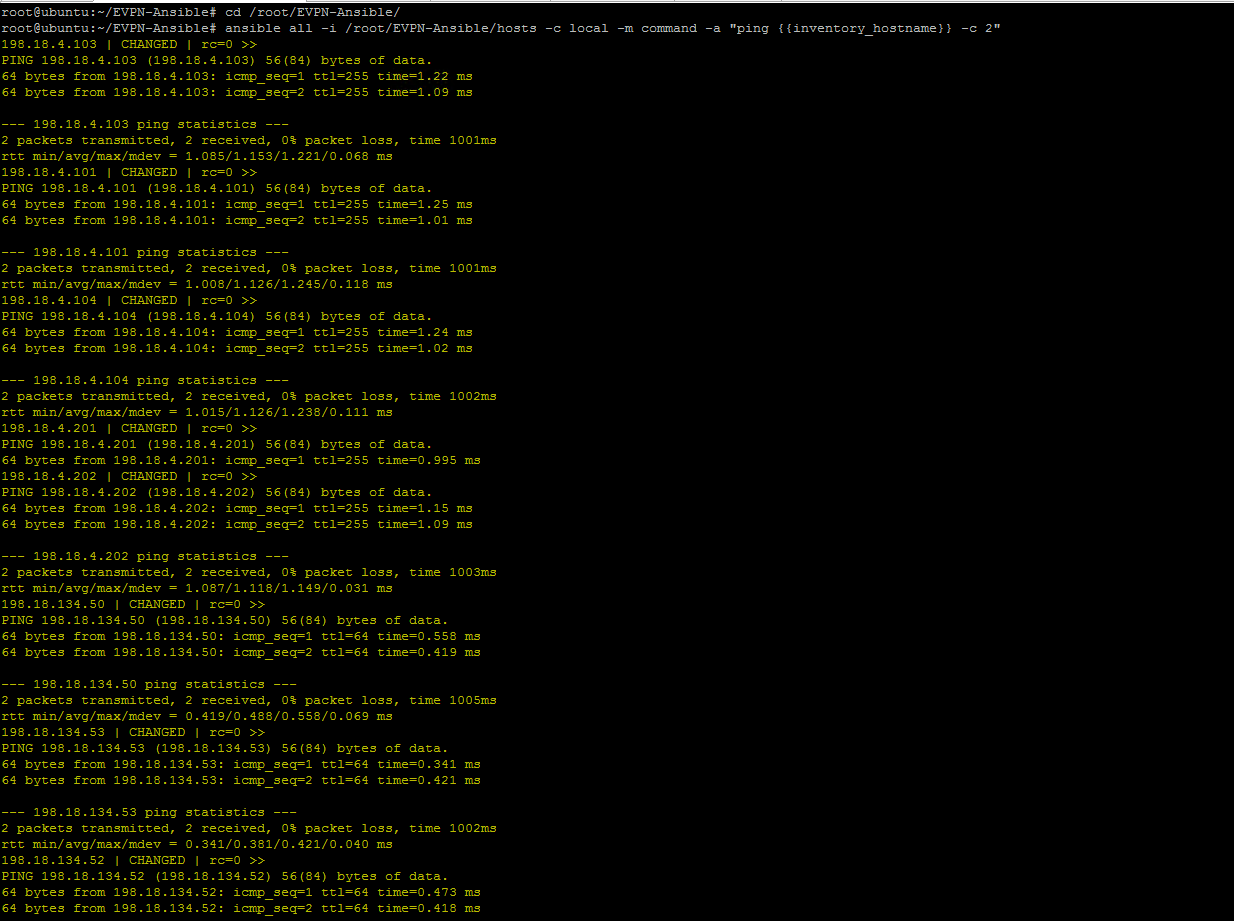 root@ubuntu:~/EVPN-Ansible# cd /root/EVPN-Ansible/
root@ubuntu:~/EVPN-Ansible# ansible all -i /root/EVPN-Ansible/hosts -c local -m command -a "ping {{inventory_hostname}} -c 2"
198.18.4.103 | CHANGED | rc=0 >>
PING 198.18.4.103 (198.18.4.103) 56(84) bytes of data.
64 bytes from 198.18.4.103: icmp_seq=1 ttl=255 time=1.22 ms
64 bytes from 198.18.4.103: icmp_seq=2 ttl=255 time=1.09 ms

--- 198.18.4.103 ping statistics ---
2 packets transmitted, 2 received, 0% packet loss, time 1001ms
rtt min/avg/max/mdev = 1.085/1.153/1.221/0.068 ms
198.18.4.101 | CHANGED | rc=0 >>
PING 198.18.4.101 (198.18.4.101) 56(84) bytes of data.
64 bytes from 198.18.4.101: icmp_seq=1 ttl=255 time=1.25 ms
64 bytes from 198.18.4.101: icmp_seq=2 ttl=255 time=1.01 ms

--- 198.18.4.101 ping statistics ---
2 packets transmitted, 2 received, 0% packet loss, time 1001ms
rtt min/avg/max/mdev = 1.008/1.126/1.245/0.118 ms
198.18.4.104 | CHANGED | rc=0 >>
PING 198.18.4.104 (198.18.4.104) 56(84) bytes of data.
64 bytes from 198.18.4.104: icmp_seq=1 ttl=255 time=1.24 ms
64 bytes from 198.18.4.104: icmp_seq=2 ttl=255 time=1.02 ms

--- 198.18.4.104 ping statistics ---
2 packets transmitted, 2 received, 0% packet loss, time 1002ms
rtt min/avg/max/mdev = 1.015/1.126/1.238/0.111 ms
198.18.4.201 | CHANGED | rc=0 >>
PING 198.18.4.201 (198.18.4.201) 56(84) bytes of data.
64 bytes from 198.18.4.201: icmp_seq=1 ttl=255 time=0.995 ms
198.18.4.202 | CHANGED | rc=0 >>
PING 198.18.4.202 (198.18.4.202) 56(84) bytes of data.
64 bytes from 198.18.4.202: icmp_seq=1 ttl=255 time=1.15 ms
64 bytes from 198.18.4.202: icmp_seq=2 ttl=255 time=1.09 ms

--- 198.18.4.202 ping statistics ---
2 packets transmitted, 2 received, 0% packet loss, time 1003ms
rtt min/avg/max/mdev = 1.087/1.118/1.149/0.031 ms
198.18.134.50 | CHANGED | rc=0 >>
PING 198.18.134.50 (198.18.134.50) 56(84) bytes of data.
64 bytes from 198.18.134.50: icmp_seq=1 ttl=64 time=0.558 ms
64 bytes from 198.18.134.50: icmp_seq=2 ttl=64 time=0.419 ms

--- 198.18.134.50 ping statistics ---
2 packets transmitted, 2 received, 0% packet loss, time 1005ms
rtt min/avg/max/mdev = 0.419/0.488/0.558/0.069 ms
198.18.134.53 | CHANGED | rc=0 >>
PING 198.18.134.53 (198.18.134.53) 56(84) bytes of data.
64 bytes from 198.18.134.53: icmp_seq=1 ttl=64 time=0.341 ms
64 bytes from 198.18.134.53: icmp_seq=2 ttl=64 time=0.421 ms

--- 198.18.134.53 ping statistics ---
2 packets transmitted, 2 received, 0% packet loss, time 1002ms
rtt min/avg/max/mdev = 0.341/0.381/0.421/0.040 ms
198.18.134.52 | CHANGED | rc=0 >>
PING 198.18.134.52 (198.18.134.52) 56(84) bytes of data.
64 bytes from 198.18.134.52: icmp_seq=1 ttl=64 time=0.473 ms
64 bytes from 198.18.134.52: icmp_seq=2 ttl=64 time=0.418 ms